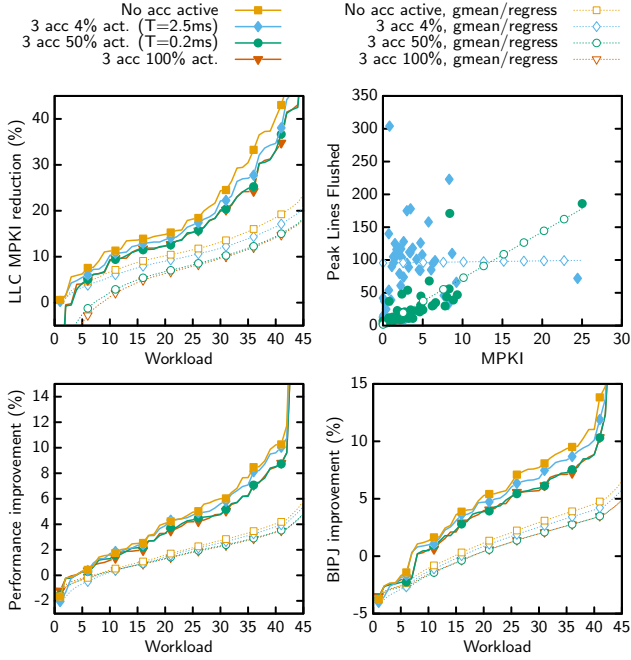 No acc active
3 acc 4% act. (T=2.5ms)
3 acc 50% act. (T=0.2ms)
3 acc 100% act.
No acc active, gmean/regress
3 acc 4%, gmean/regress
3 acc 50%, gmean/regress
3 acc 100%, gmean/regress
LLC MPKI reduction (%)
40
30
20
10
0
0 5 10 15 20 25 30 35 40 45
Workload
Peak Lines Flushed
350
300
250
200
150
100
50
0
0 5 10 15 20 25 30
MPKI
Performance improvement (%)
14
12
10
8
6
4
2
0
-2
0 5 10 15 20 25 30 35 40 45
Workload
BIPJ improvement (%)
15
10
5
0
-5
0 5 10 15 20 25 30 35 40 45
Workload